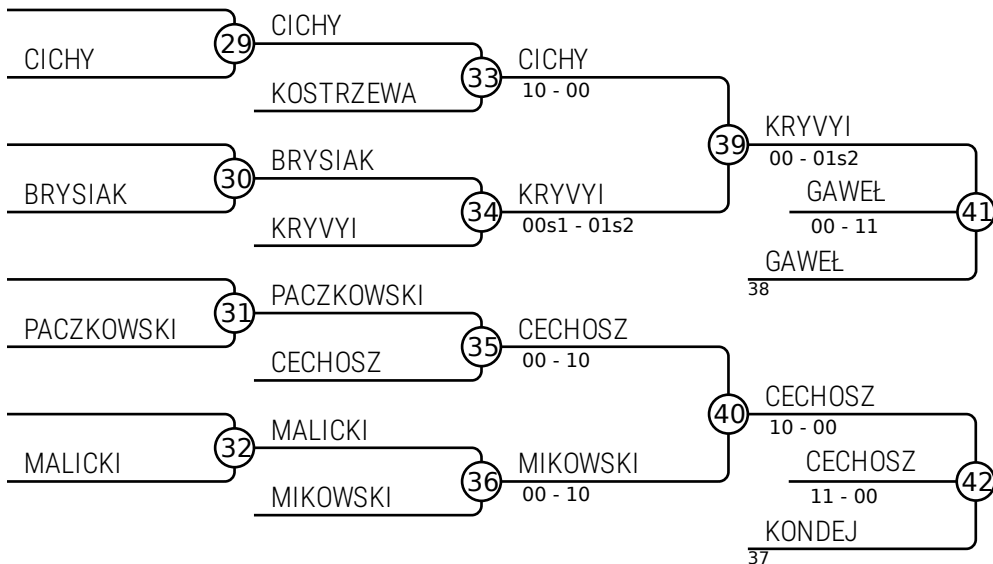 CICHY
29
CICHY
KOSTRZEWA
33
CICHY
10 - 00
BRYSIAK
30
BRYSIAK
KRYVYI
34
KRYVYI
00s1 - 01s2
39
KRYVYI
00 - 01s2
GAWEŁ
00 - 11
41
GAWEŁ
38
PACZKOWSKI
31
PACZKOWSKI
CECHOSZ
35
CECHOSZ
00 - 10
MALICKI
32
MALICKI
MIKOWSKI
36
MIKOWSKI
00 - 10
40
CECHOSZ
10 - 00
CECHOSZ
11 - 00
42
KONDEJ
37